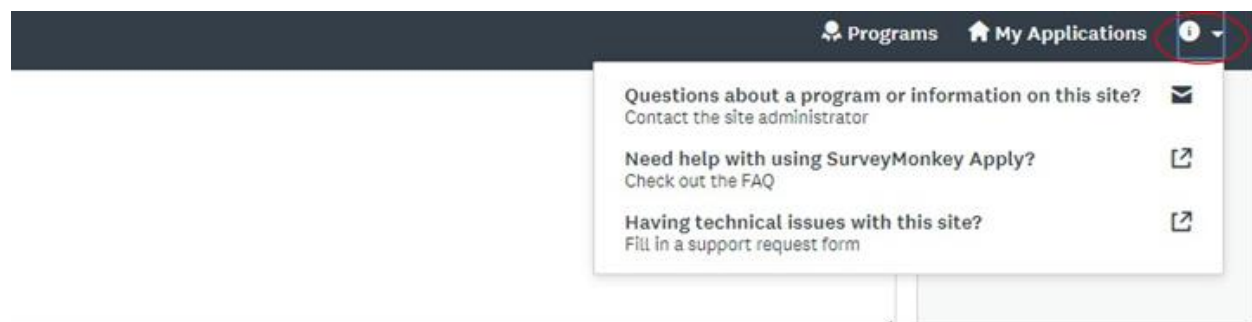 Programs My Applications
Questions about a program or information on this site?
Contact the site administrator
Need help with using SurveyMonkey Apply?
Check out the FAQ
Having technical issues with this site?
Fill in a support request form